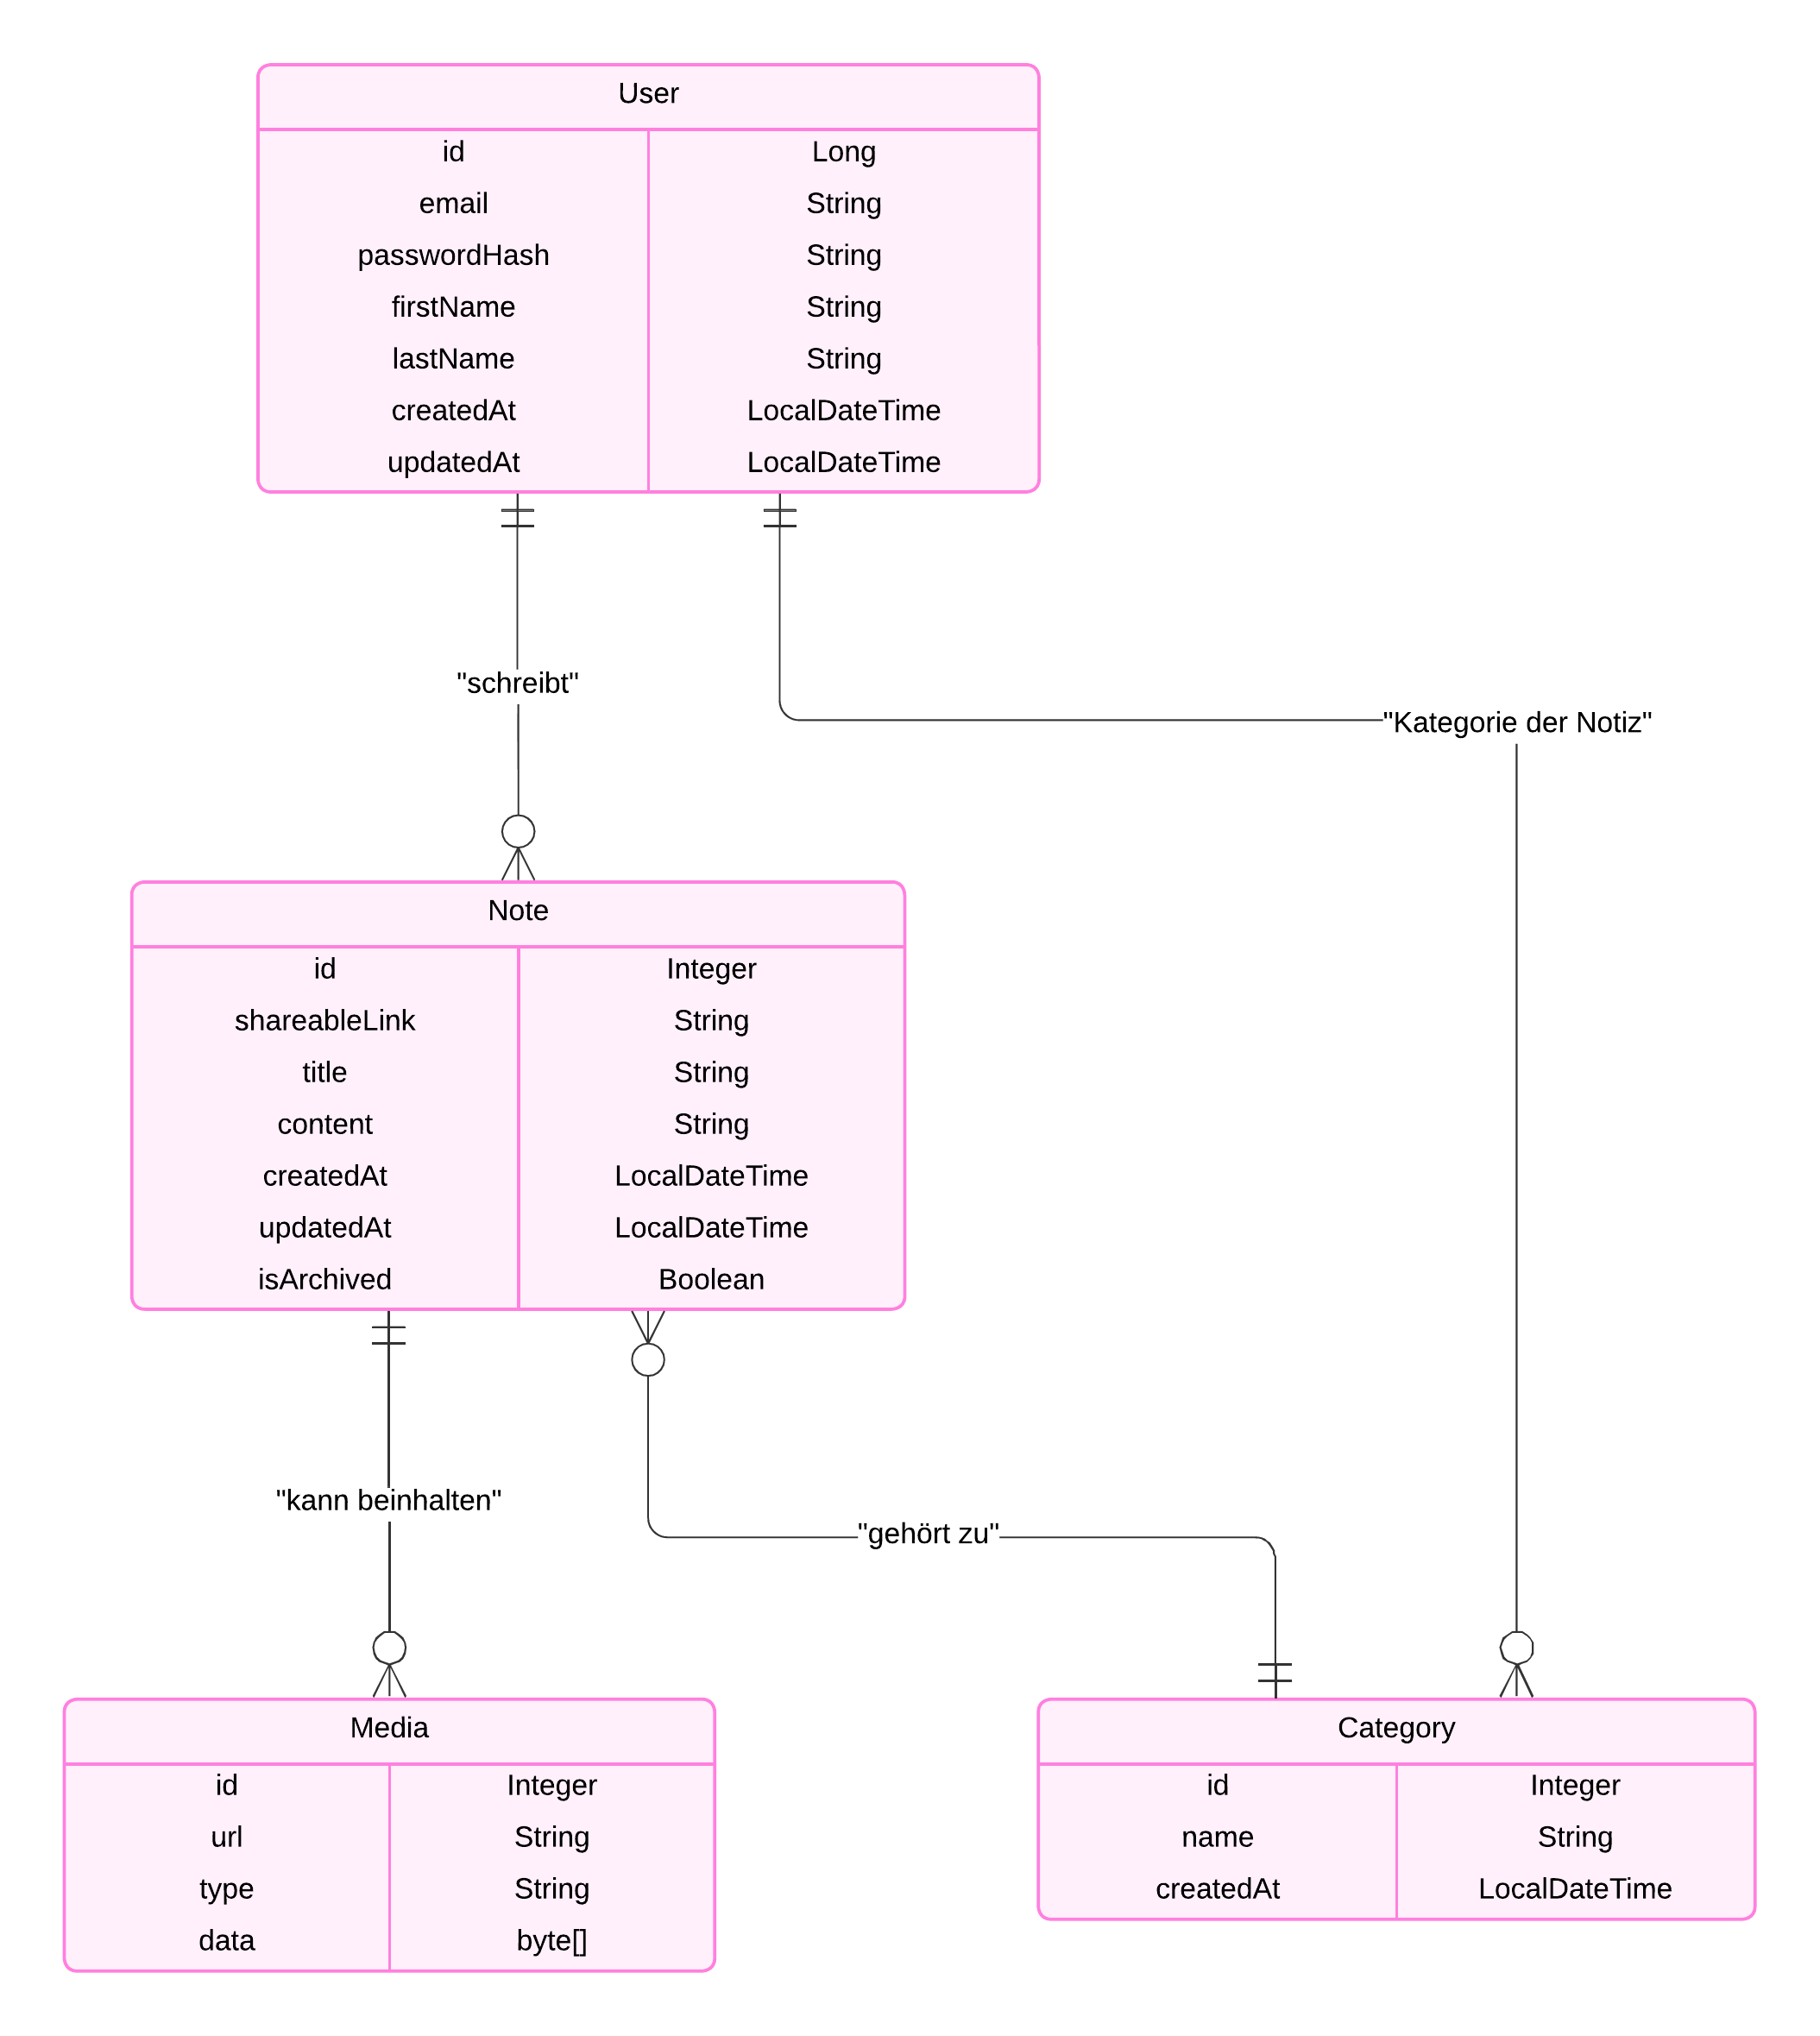 User
id Long
email String
passwordHash String
firstName String
lastName String
createdAt LocalDateTime
updatedAt LocalDateTime
"schreibt"
"Kategorie der Notiz"
Note
id Integer
shareableLink String
title String
content String
createdAt LocalDateTime
updatedAt LocalDateTime
isArchived Boolean
"kann beinhalten"
"gehört zu"
Media
id Integer
url String
type String
data byte[]
Category
id Integer
name String
createdAt LocalDateTime